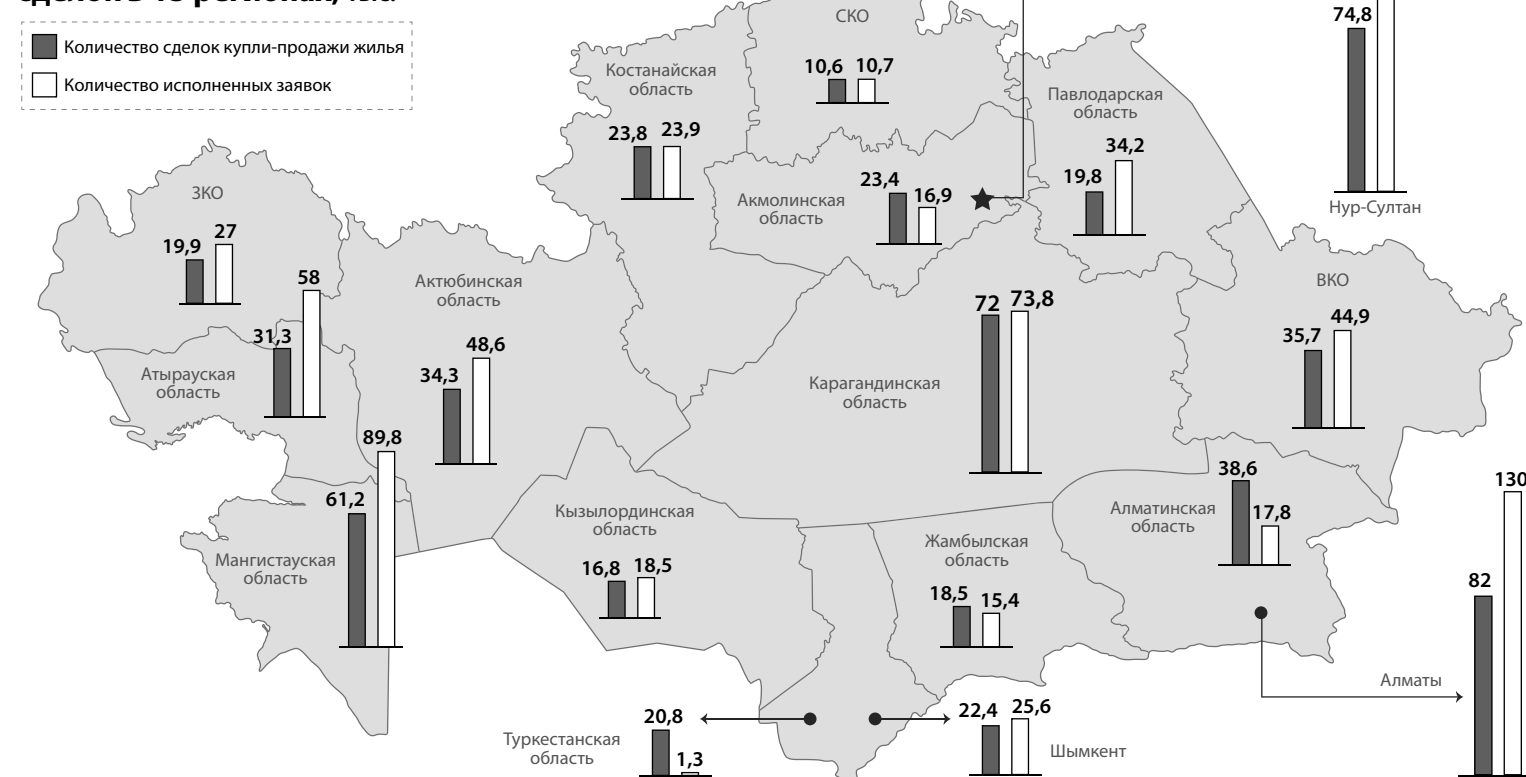 Количество сделок купли-продажи жилья
Количество исполненных заявок
СКО
10,6 10,7
Костанайская
область
23,8 23,9
Павлодарская
область
19,8
34,2
74,8
Нур-Султан
Акмолинская
область
23,4
16,9
ЗКО
19,9
27
Актюбинская
область
34,3
48,6
31,3
58
Атырауская
область
Карагандинская
область
72 73,8
ВКО
35,7
44,9
61,2
89,8
Мангистауская
область
Кызылординская
область
16,8 18,5
Жамбылская
область
18,5
15,4
Алматинская
область
38,6
17,8
82
130
Алматы
Туркестанская
область
20,8
1,3
22,4
25,6
Шымкент